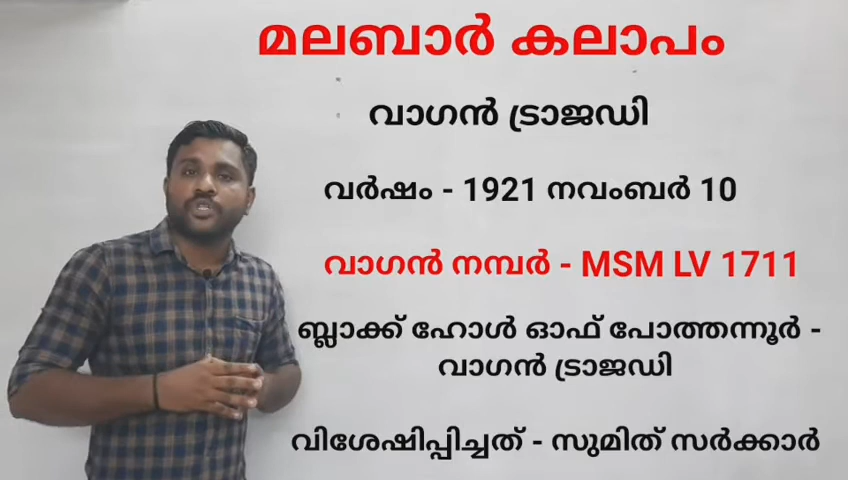 മലബാർ കലാപം
വാഗൻ ട്രാജഡി
വർഷം - 1921 നവംബർ 10
വാഗൻ നമ്പർ - MSM LV 1711
ബ്ലാക്ക് ഹോൾ ഓഫ് പോത്തന്നൂർ -
വാഗൻ ട്രാജഡി
വിശേഷിപ്പിച്ചത് - സുമിത് സർക്കാർ